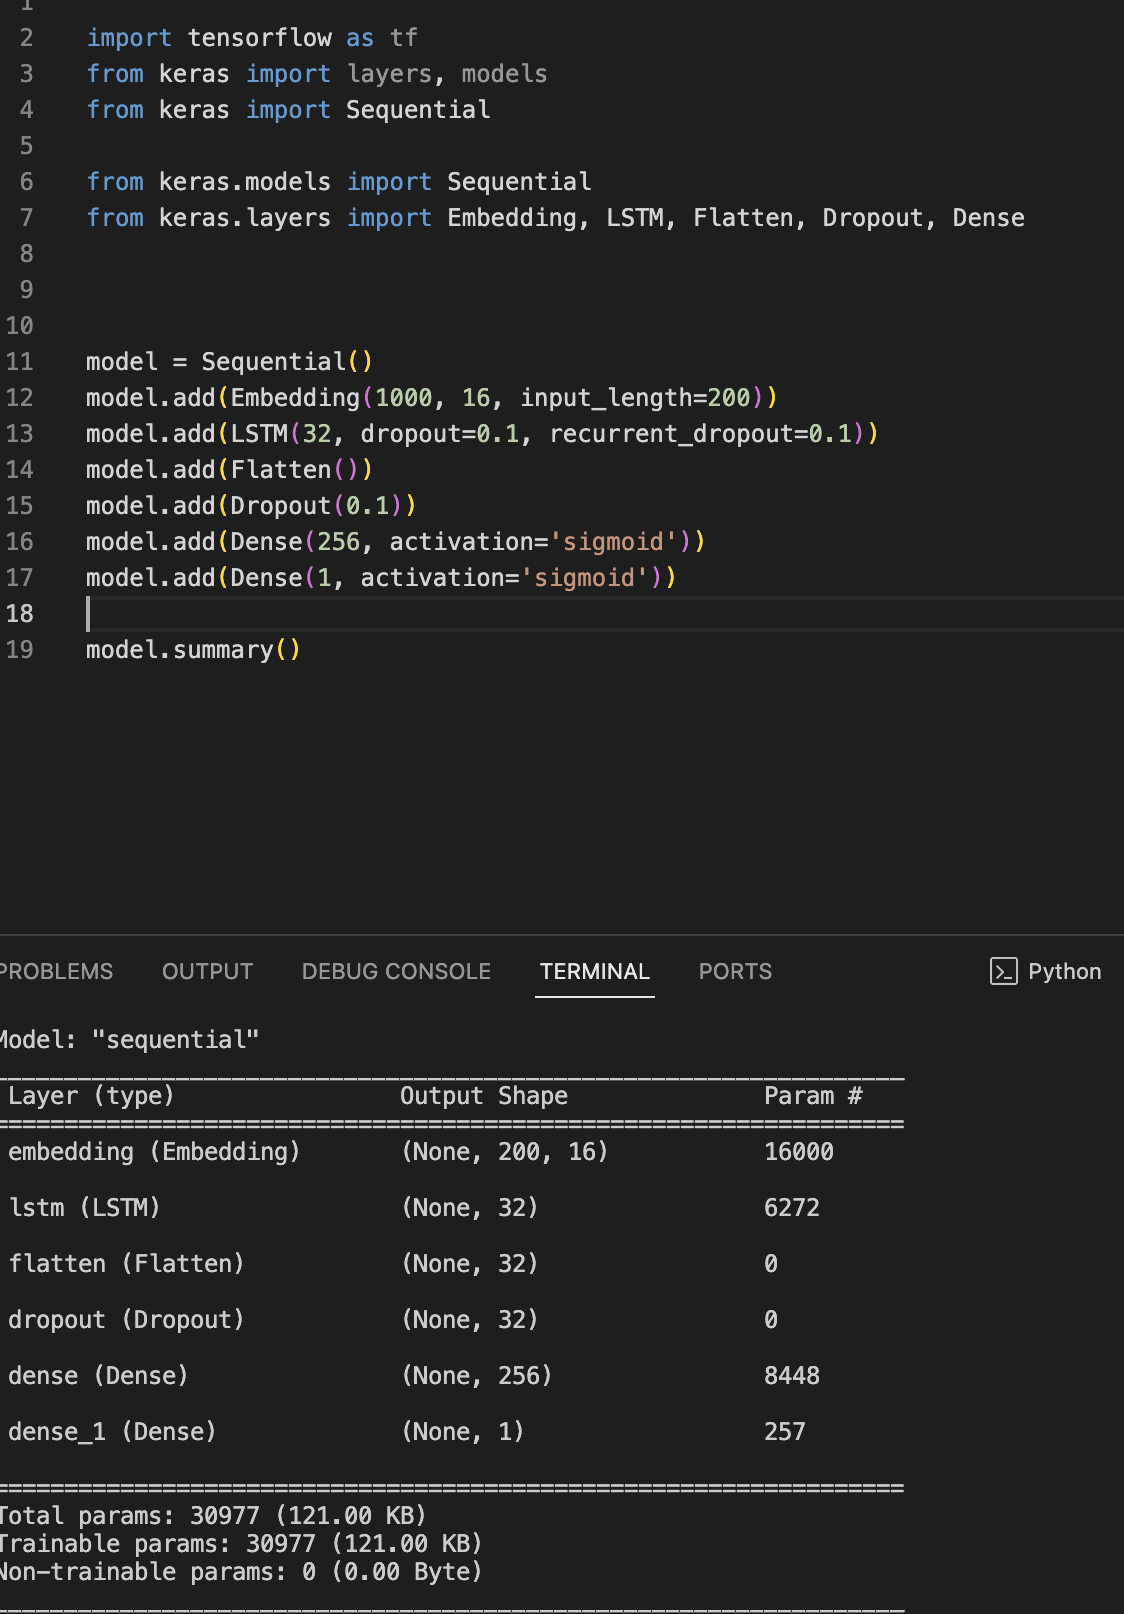 1
2 import tensorflow as tf
3 from keras import layers, models
4 from keras import Sequential
5
6 from keras.models import Sequential
7 from keras.layers import Embedding, LSTM, Flatten, Dropout, Dense
8
9
10
11 model = Sequential()
12 model.add(Embedding(1000, 16, input_length=200))
13 model.add(LSTM(32, dropout=0.1, recurrent_dropout=0.1))
14 model.add(Flatten())
15 model.add(Dropout(0.1))
16 model.add(Dense(256, activation='sigmoid'))
17 model.add(Dense(1, activation='sigmoid'))
18
19 model.summary()
PROBLEMS OUTPUT DEBUG CONSOLE TERMINAL PORTS Python
Model: "sequential"
Layer (type) Output Shape Param #
embedding (Embedding) (None, 200, 16) 16000
lstm (LSTM) (None, 32) 6272
flatten (Flatten) (None, 32) 0
dropout (Dropout) (None, 32) 0
dense (Dense) (None, 256) 8448
dense_1 (Dense) (None, 1) 257
Total params: 30977 (121.00 KB)
Trainable params: 30977 (121.00 KB)
Non-trainable params: 0 (0.00 Byte)